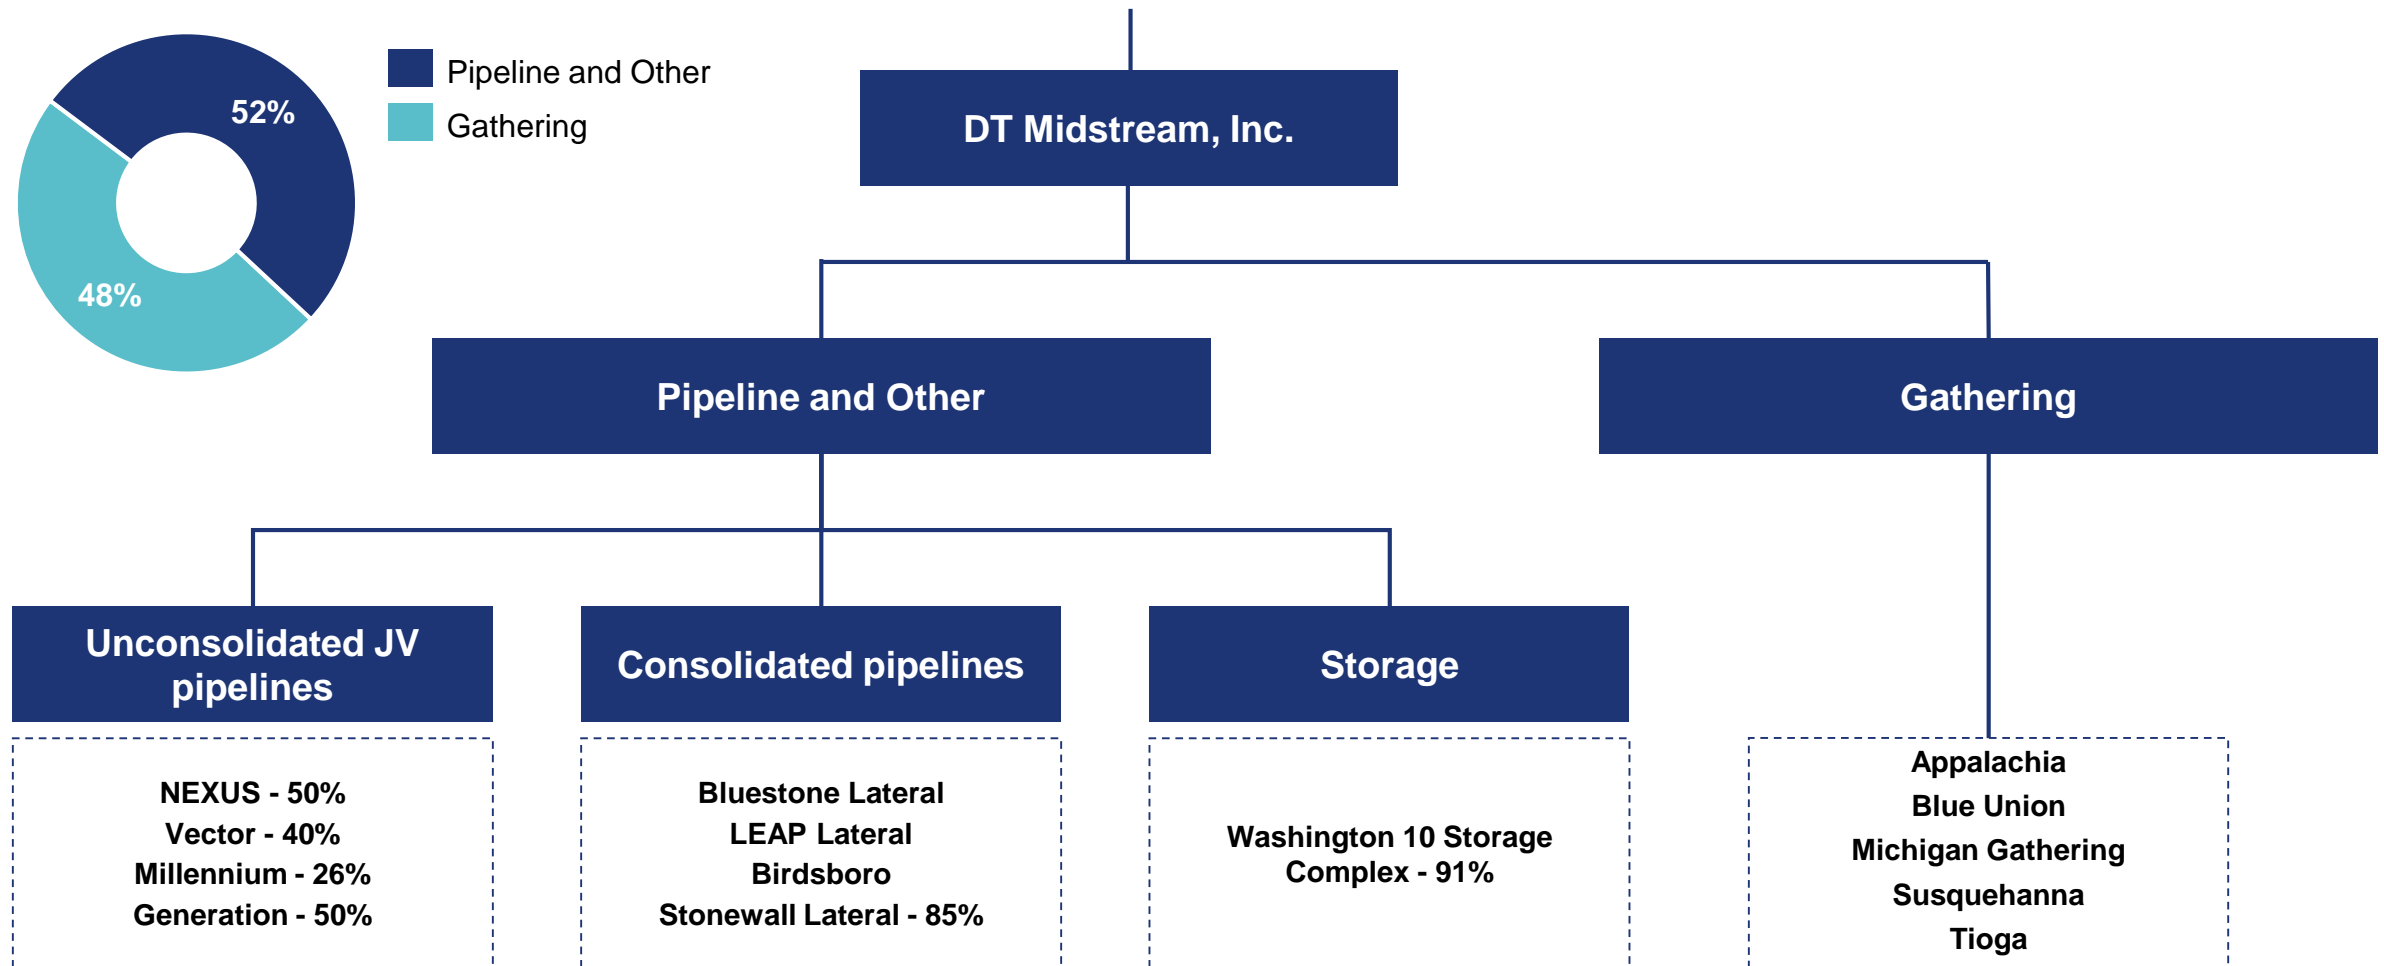 52%
48%
Pipeline and Other
Gathering
DT Midstream, Inc.
Pipeline and Other
Gathering
Unconsolidated JV
pipelines
Consolidated pipelines
Storage
NEXUS - 50%
Vector - 40%
Millennium - 26%
Generation - 50%
Bluestone Lateral
LEAP Lateral
Birdsboro
Stonewall Lateral - 85%
Washington 10 Storage
Complex - 91%
Appalachia
Blue Union
Michigan Gathering
Susquehanna
Tioga